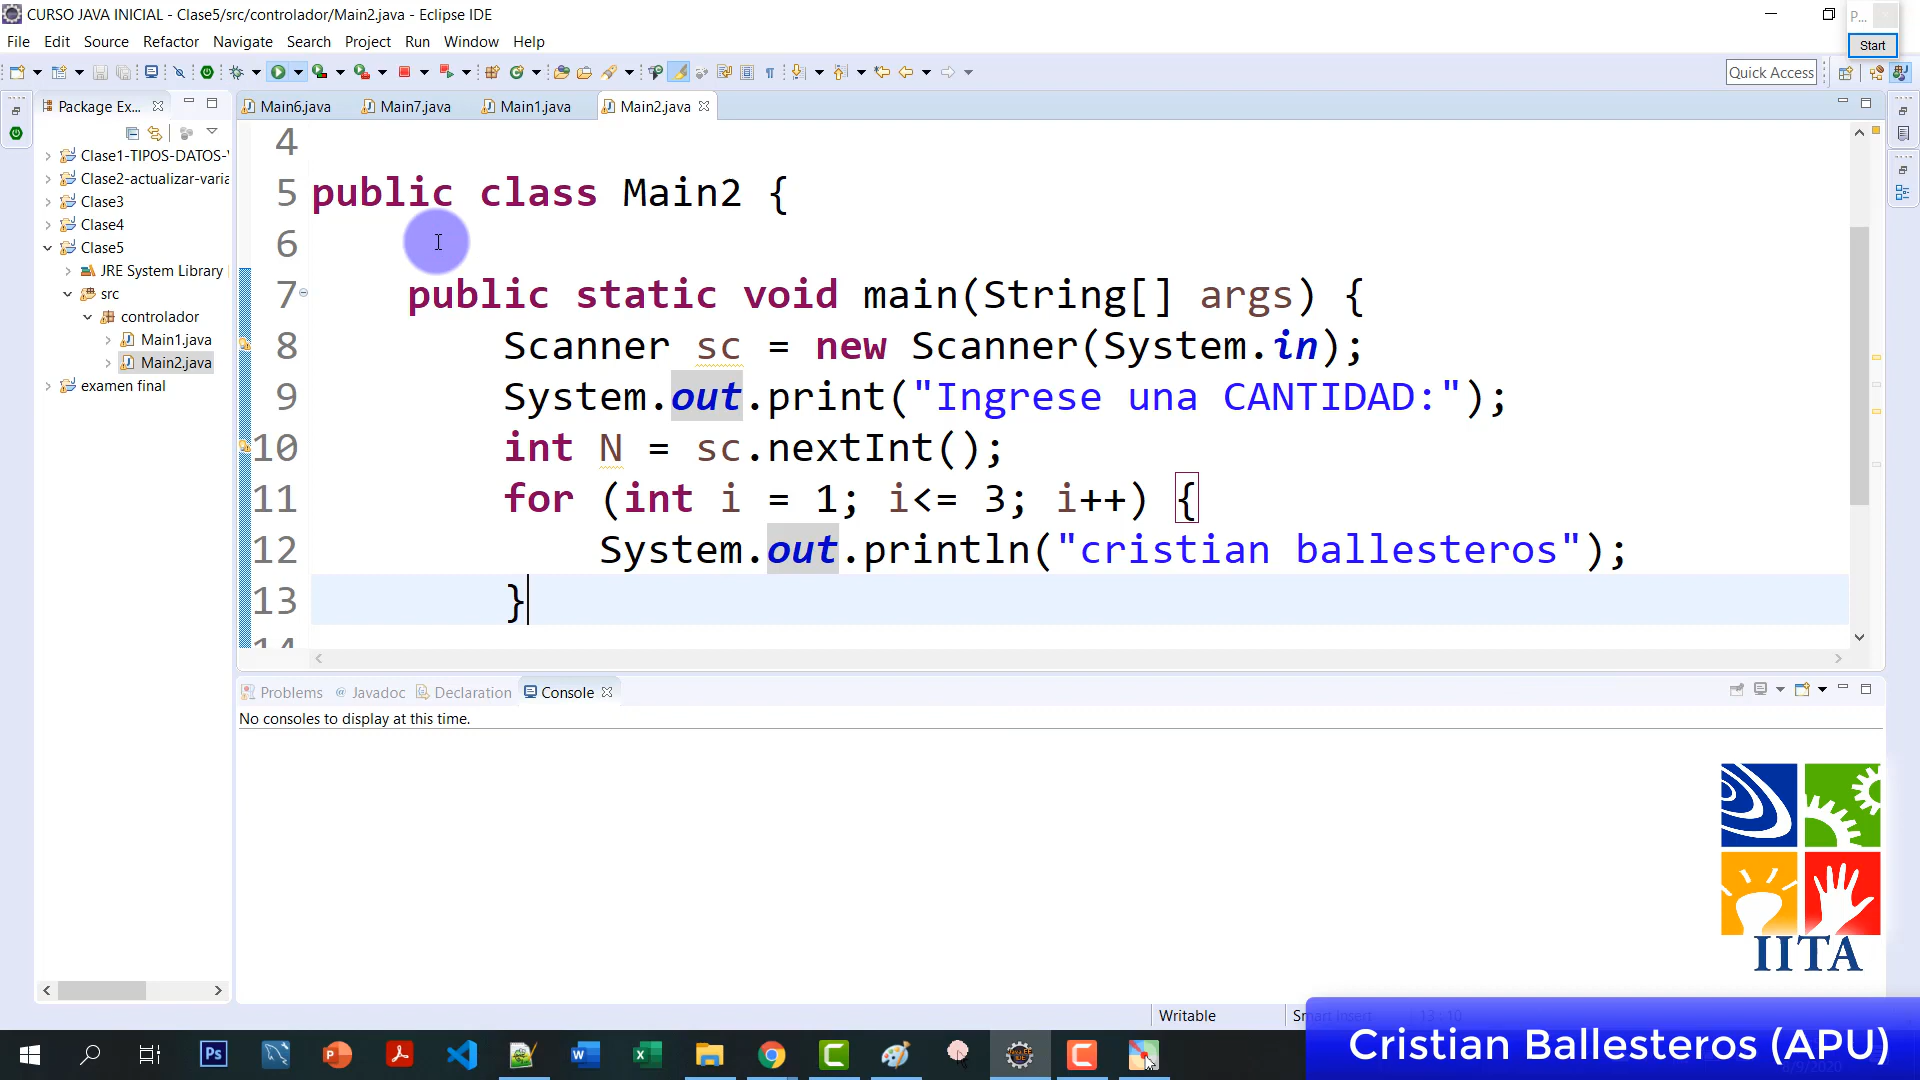 CURSO JAVA INICIAL - Clase5/src/controlador/Main2.java - Eclipse IDE
P...
Start
File Edit Source Refactor Navigate Search Project Run Window Help
Quick Access
Package Ex...
Main6.java Main7.java Main1.java Main2.java
Clase1-TIPOS-DATOS-
Clase2-actualizar-varia
Clase3
Clase4
Clase5
JRE System Library
src
controlador
Main1.java
Main2.java
examen final
4
5 public class Main2 {
6
7 public static void main(String[] args) {
8 Scanner sc = new Scanner(System.in);
9 System.out.print("Ingrese una CANTIDAD:");
10 int N = sc.nextInt();
11 for (int i = 1; i<= 3; i++) {
12 System.out.println("cristian ballesteros");
13 }
14
Problems @ Javadoc Declaration Console
No consoles to display at this time.
IITA
Writable
Cristian Ballesteros (APU)